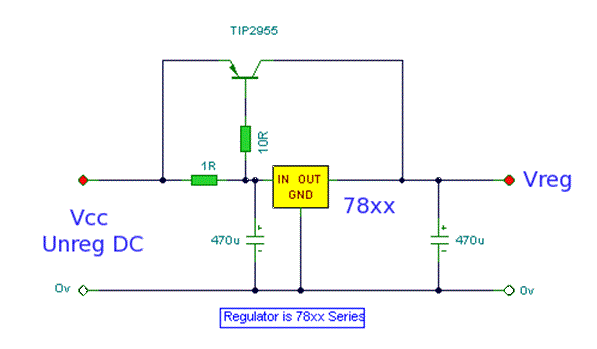 TIP2955
10R
1R
IN OUT
GND
78xx
Vreg
Vcc
Unreg DC
470u
+
-
+
-
470u
0v
0v
Regulator is 78xx Series